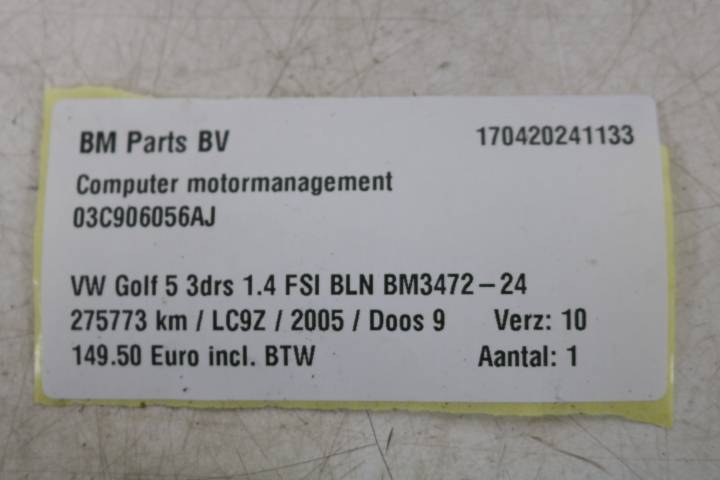 BM Parts BV 170420241133
Computer motormanagement
03C906056AJ
VW Golf 5 3drs 1.4 FSI BLN BM3472-24
275773 km / LC9Z / 2005 / Doos 9 Verz: 10
149.50 Euro incl. BTW Aantal: 1